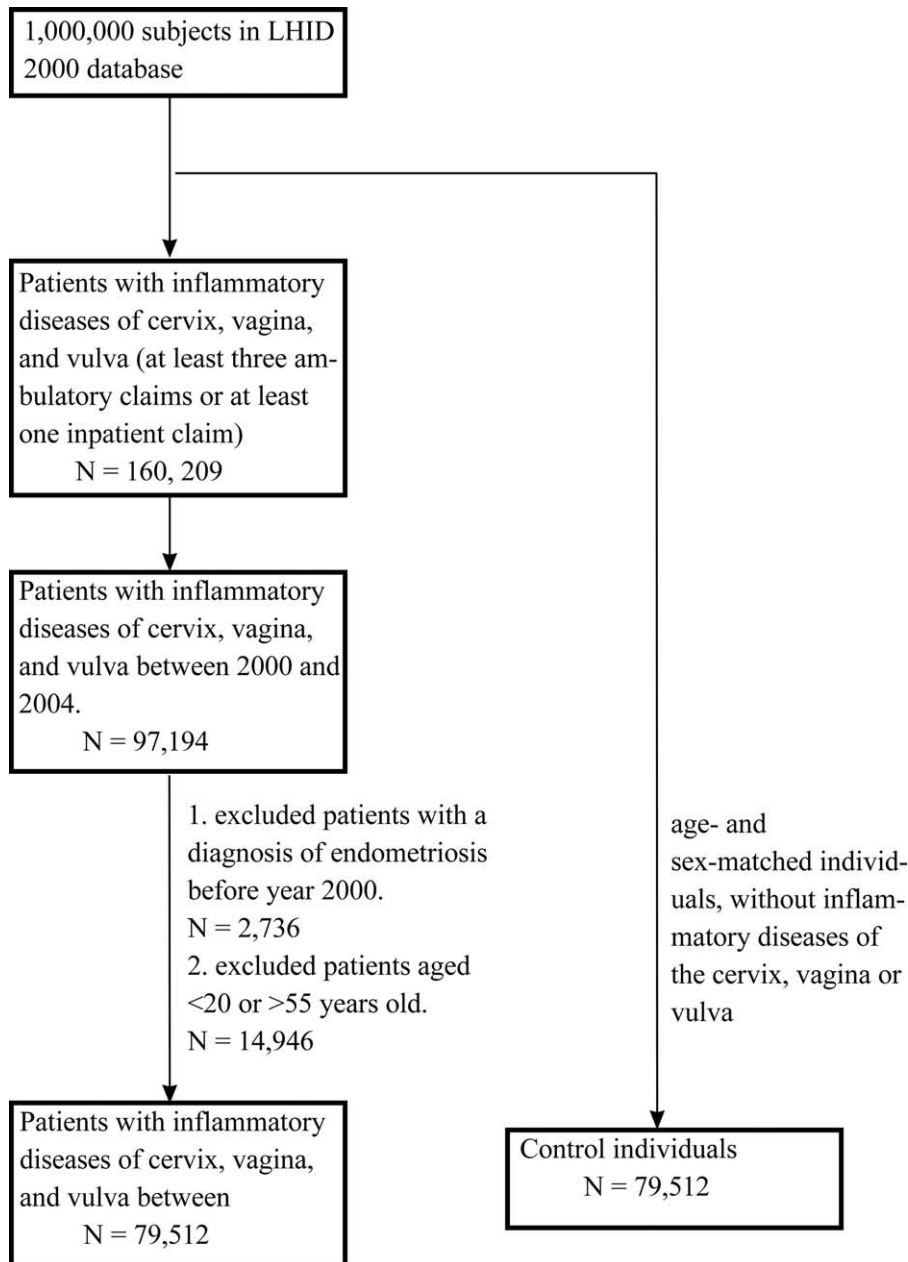 1,000,000 subjects in LHID
2000 database
Patients with inflammatory
diseases of cervix, vagina,
and vulva (at least three am-
bulatory claims or at least
one inpatient claim)
N = 160, 209
Patients with inflammatory
diseases of cervix, vagina,
and vulva between 2000 and
2004.
N = 97,194
1. excluded patients with a
diagnosis of endometriosis
before year 2000.
N = 2,736
2. excluded patients aged
<20 or >55 years old.
N = 14,946
age- and
sex-matched individ-
uals, without inflam-
matory diseases of
the cervix, vagina or
vulva
Patients with inflammatory
diseases of cervix, vagina,
and vulva between
N = 79,512
Control individuals
N = 79,512